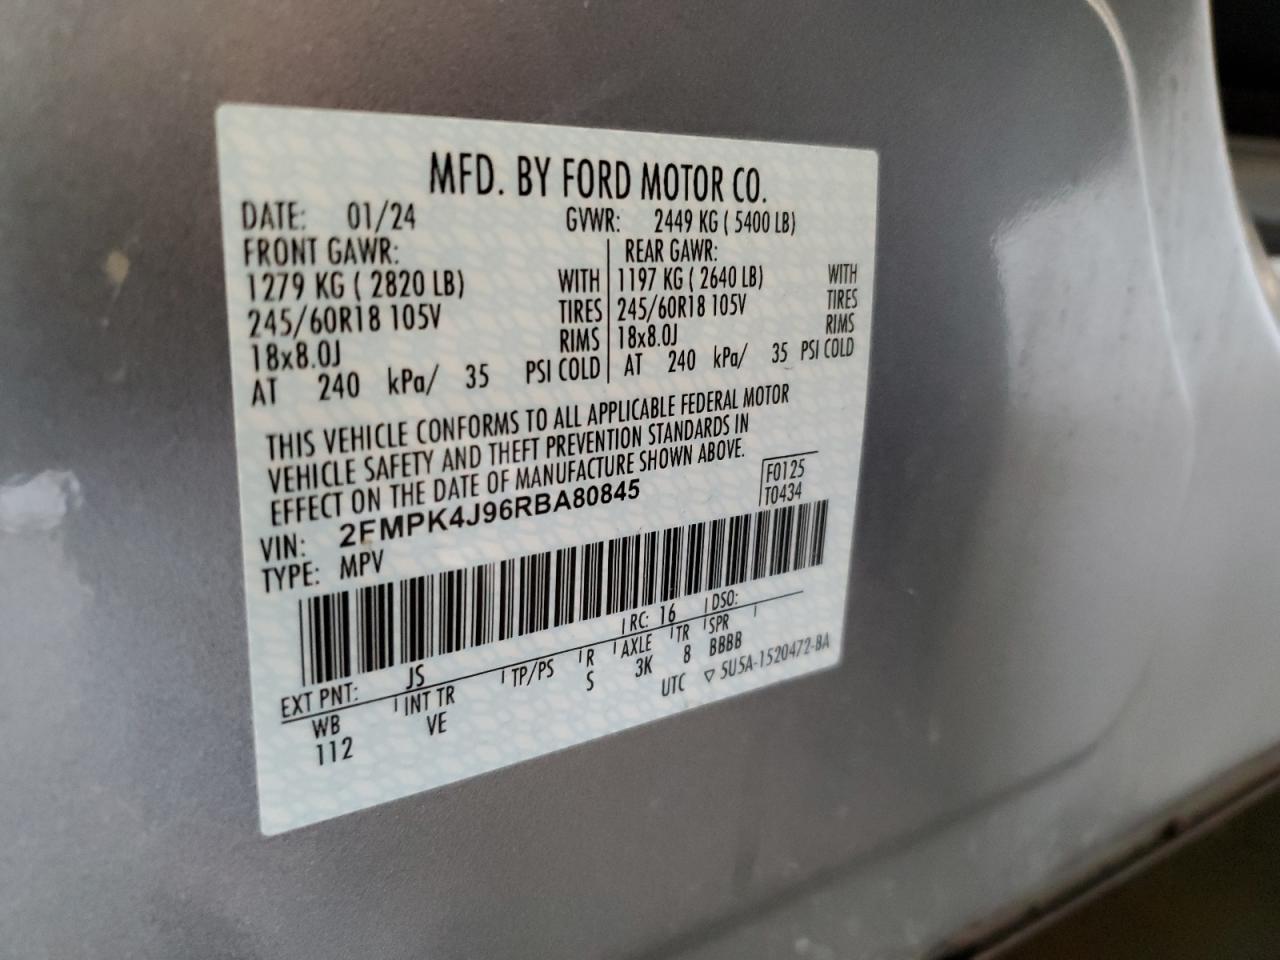 MFD. BY FORD MOTOR CO.
DATE: 01/24 GVWR: 2449 KG ( 5400 LB)
FRONT GAWR: REAR GAWR:
1279 KG ( 2820 LB) WITH 1197 KG ( 2640 LB) WITH
245/60R18 105V TIRES 245/60R18 105V TIRES
18x8.0J RIMS 18x8.0J RIMS
AT 240 kPa/ 35 PSI COLD AT 240 kPa/ 35 PSI COLD
THIS VEHICLE CONFORMS TO ALL APPLICABLE FEDERAL MOTOR
VEHICLE SAFETY AND THEFT PREVENTION STANDARDS IN
EFFECT ON THE DATE OF MANUFACTURE SHOWN ABOVE.
F0125
T0434
VIN: 2FMPK4J96RBA80845
TYPE: MPV
EXT PNT: JS RC: 16 DSO:
WB INT TR TP/PS R AXLE TR SPR
112 VE S 3K 8 BBBB
UTC ▽ 5U5A-1520472-BA